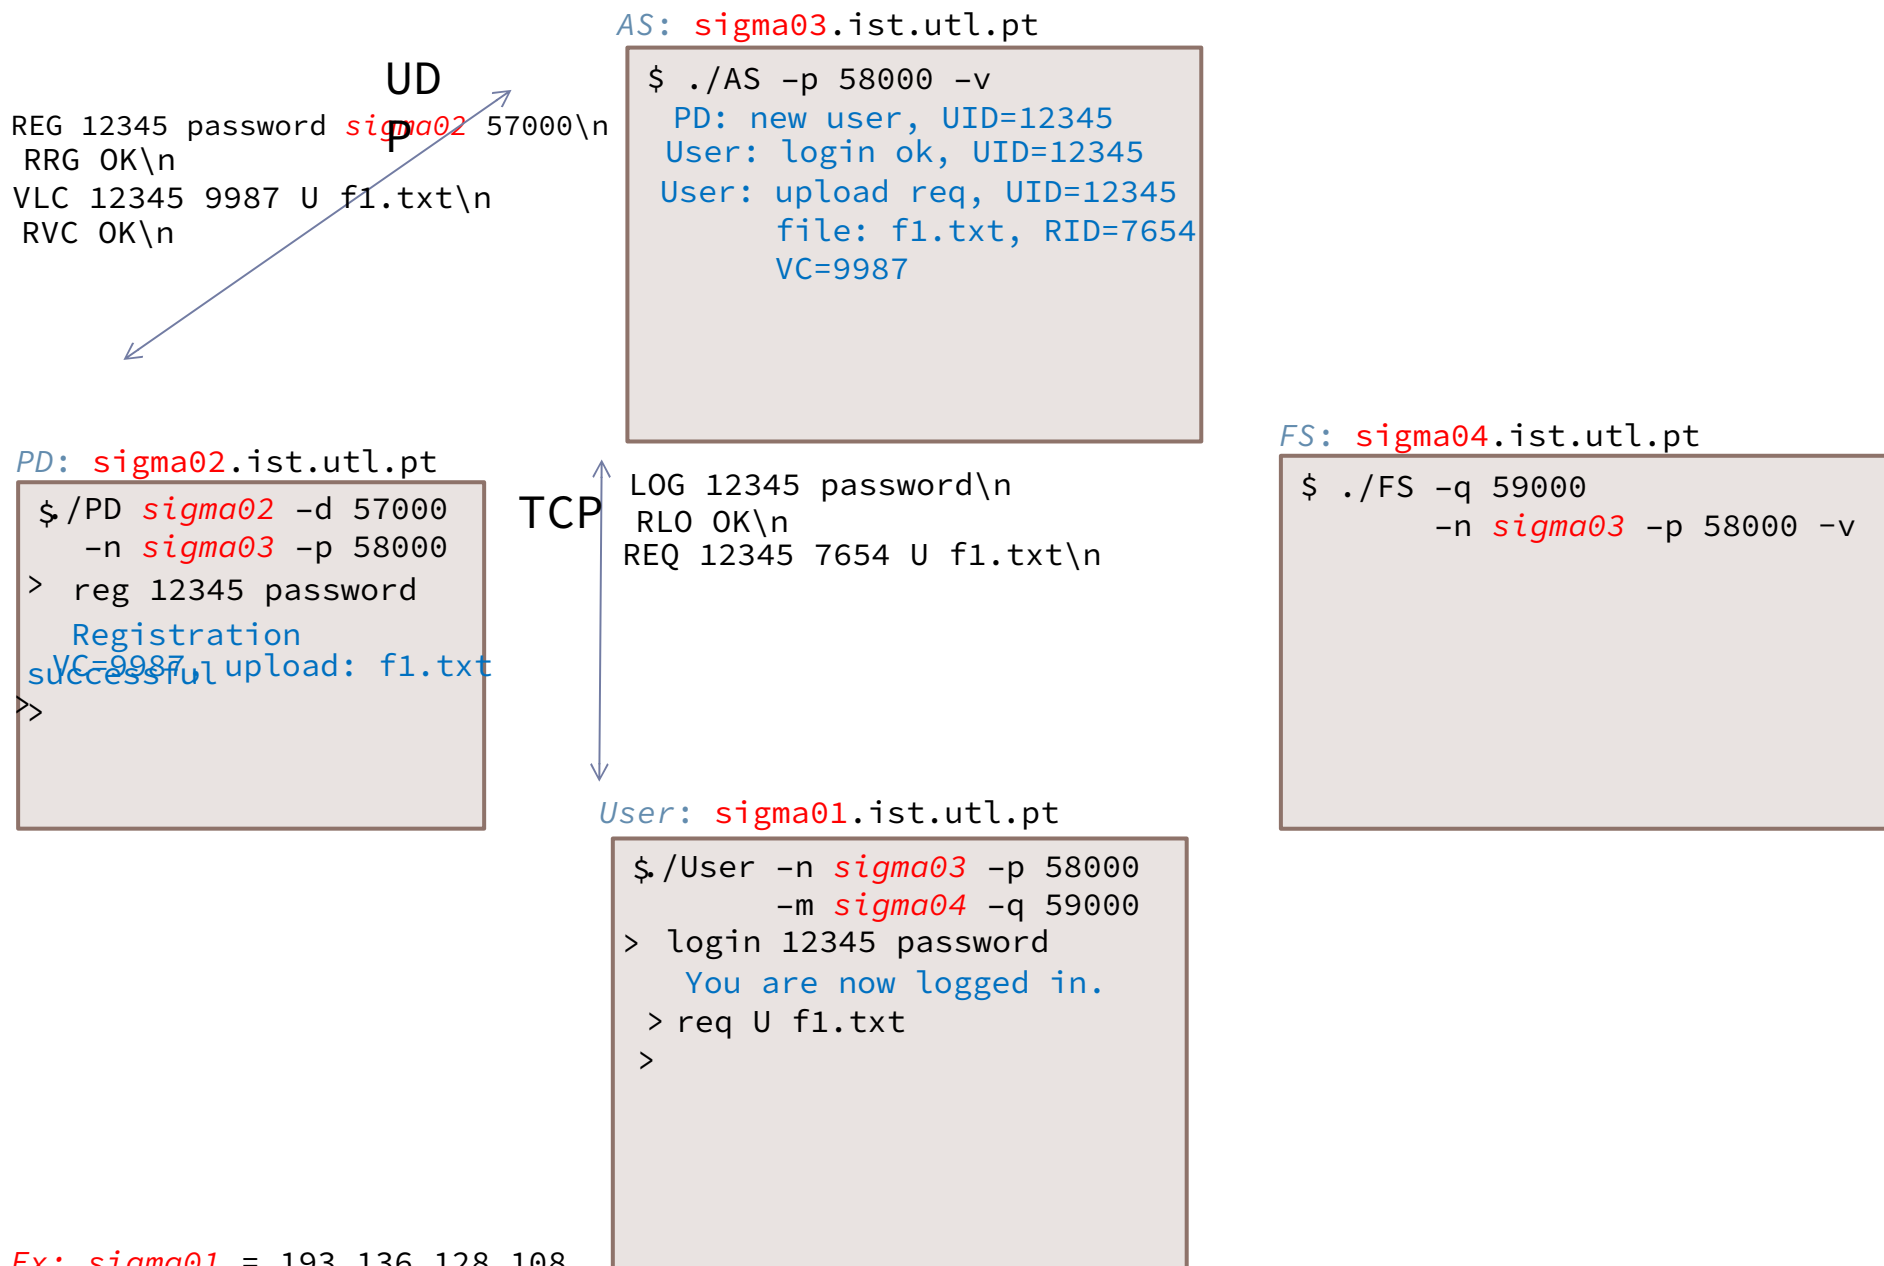 AS: sigma03.ist.utl.pt
$ ./AS –p 58000 –v
PD: new user, UID=12345
User: login ok, UID=12345
User: upload req, UID=12345
file: f1.txt, RID=7654
VC=9987
UD
P
REG 12345 password sigma02 57000\n
RRG OK\n
VLC 12345 9987 U f1.txt\n
RVC OK\n
PD: sigma02.ist.utl.pt
$./PD sigma02 –d 57000
–n sigma03 –p 58000
> reg 12345 password
Registration
successful
VC=9987, upload: f1.txt
>
>
TCP
LOG 12345 password\n
RLO OK\n
REQ 12345 7654 U f1.txt\n
FS: sigma04.ist.utl.pt
$ ./FS –q 59000
–n sigma03 –p 58000 -v
User: sigma01.ist.utl.pt
$./User –n sigma03 –p 58000
–m sigma04 –q 59000
> login 12345 password
You are now logged in.
> req U f1.txt
>
Ex: sigma01 = 193.136.128.108